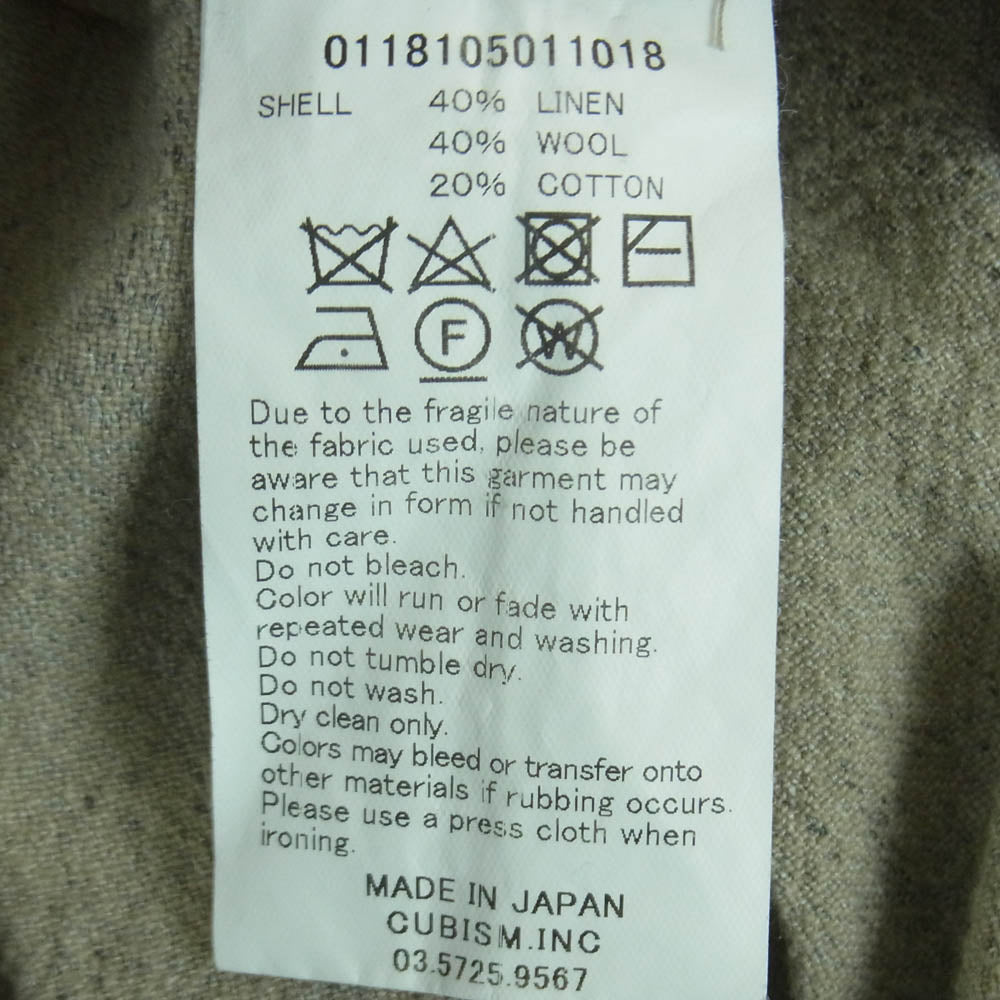 0118105011018
SHELL 40% LINEN
40% WOOL
20% COTTON
F W
Due to the fragile nature of
the fabric used, please be
aware that this garment may
change in form if not handled
with care.
Do not bleach.
Color will run or fade with
repeated wear and washing.
Do not tumble dry.
Do not wash.
Dry clean only.
Colors may bleed or transfer onto
other materials if rubbing occurs.
Please use a press cloth when
ironing.
MADE IN JAPAN
CUBISM.INC
03.5725.9567